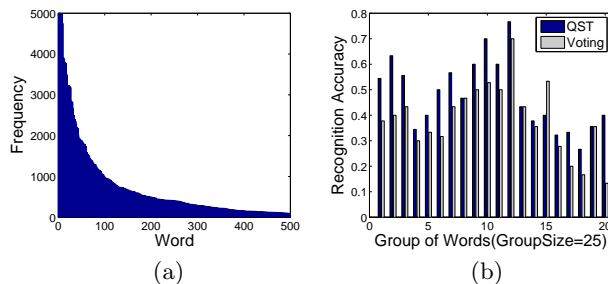 5000
4000
3000
2000
1000
0
0 100 200 300 400 500
Frequency
Word
(a)
0.8
0.7
0.6
0.5
0.4
0.3
0.2
0.1
0
0 5 10 15 20
Recognition Accuracy
QST
Voting
Group of Words(GroupSize=25)
(b)